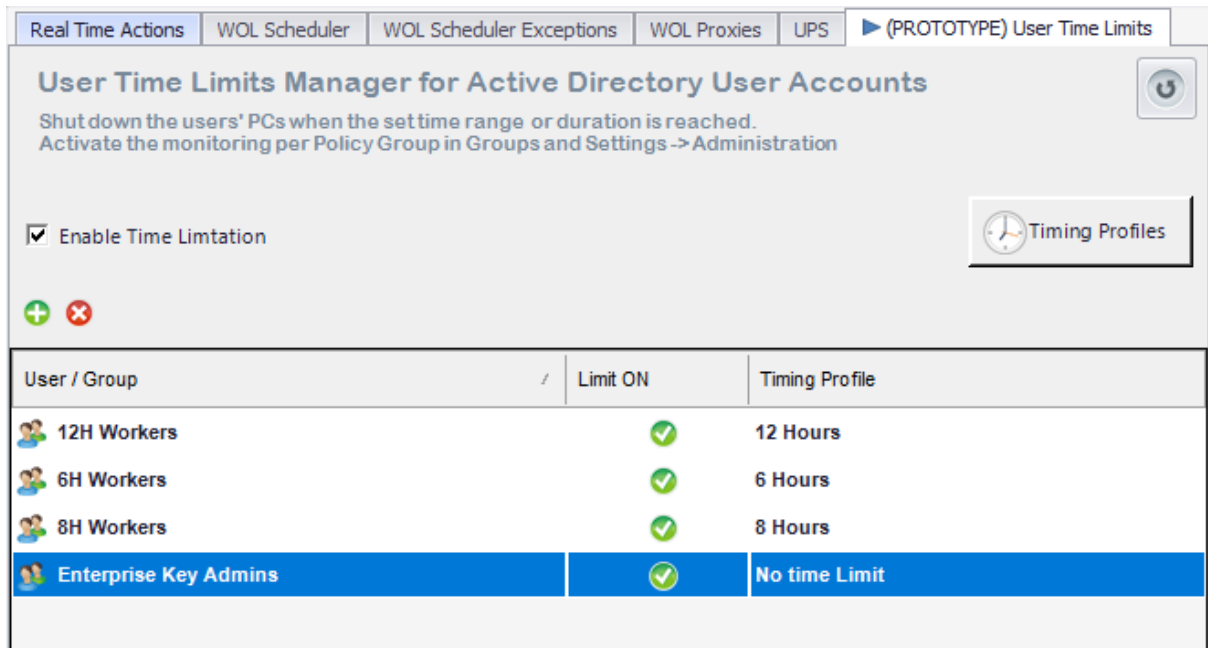 Real Time Actions WOL Scheduler WOL Scheduler Exceptions WOL Proxies UPS (PROTOTYPE) User Time Limits
User Time Limits Manager for Active Directory User Accounts
Shut down the users' PCs when the set time range or duration is reached.
Activate the monitoring per Policy Group in Groups and Settings -> Administration
Enable Time Limtation
Timing Profiles
User / Group Limit ON Timing Profile
12H Workers 12 Hours
6H Workers 6 Hours
8H Workers 8 Hours
Enterprise Key Admins No time Limit